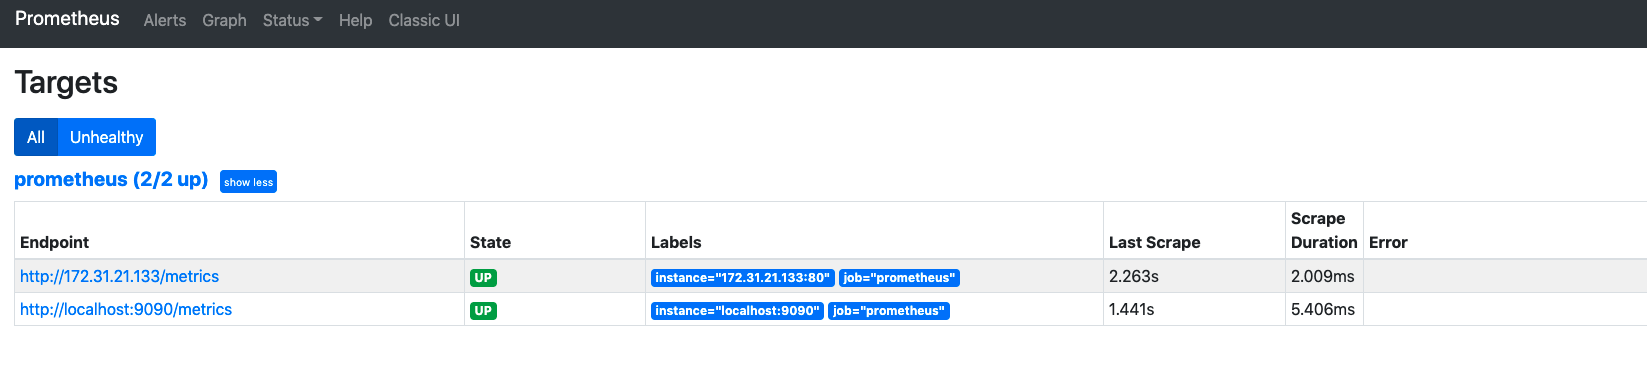 Prometheus Alerts Graph Status Help Classic UI
Targets
All Unhealthy
prometheus (2/2 up) show less
Endpoint State Labels Last Scrape Scrape Duration Error
http://172.31.21.133/metrics UP instance="172.31.21.133:80" job="prometheus" 2.263s 2.009ms
http://localhost:9090/metrics UP instance="localhost:9090" job="prometheus" 1.441s 5.406ms